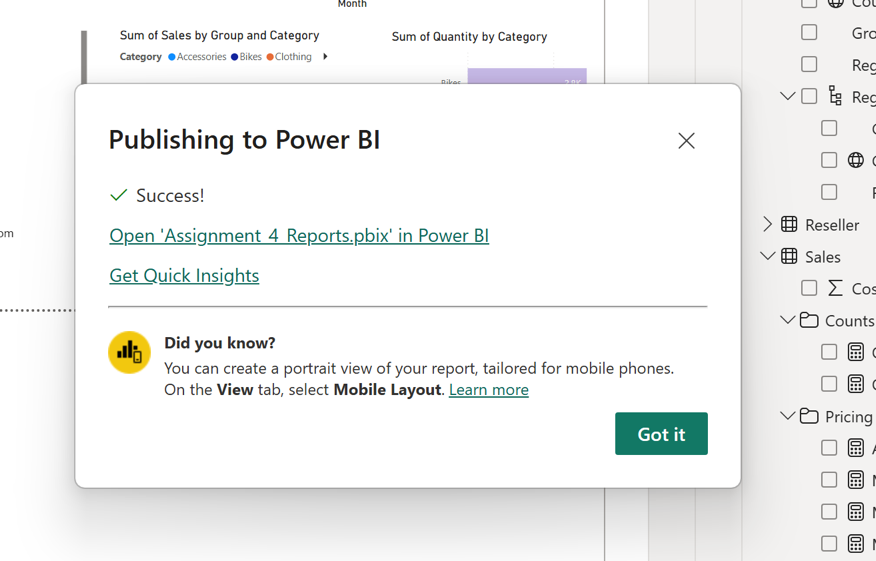 Month
Sum of Sales by Group and Category
Sum of Quantity by Category
Category Accessories Bikes Clothing
Bikes
Publishing to Power BI
Success!
Open 'Assignment_4_Reports.pbix' in Power BI
Get Quick Insights
Did you know?
You can create a portrait view of your report, tailored for mobile phones.
On the View tab, select Mobile Layout. Learn more
Got it
Reseller
Sales
Counts
Pricing